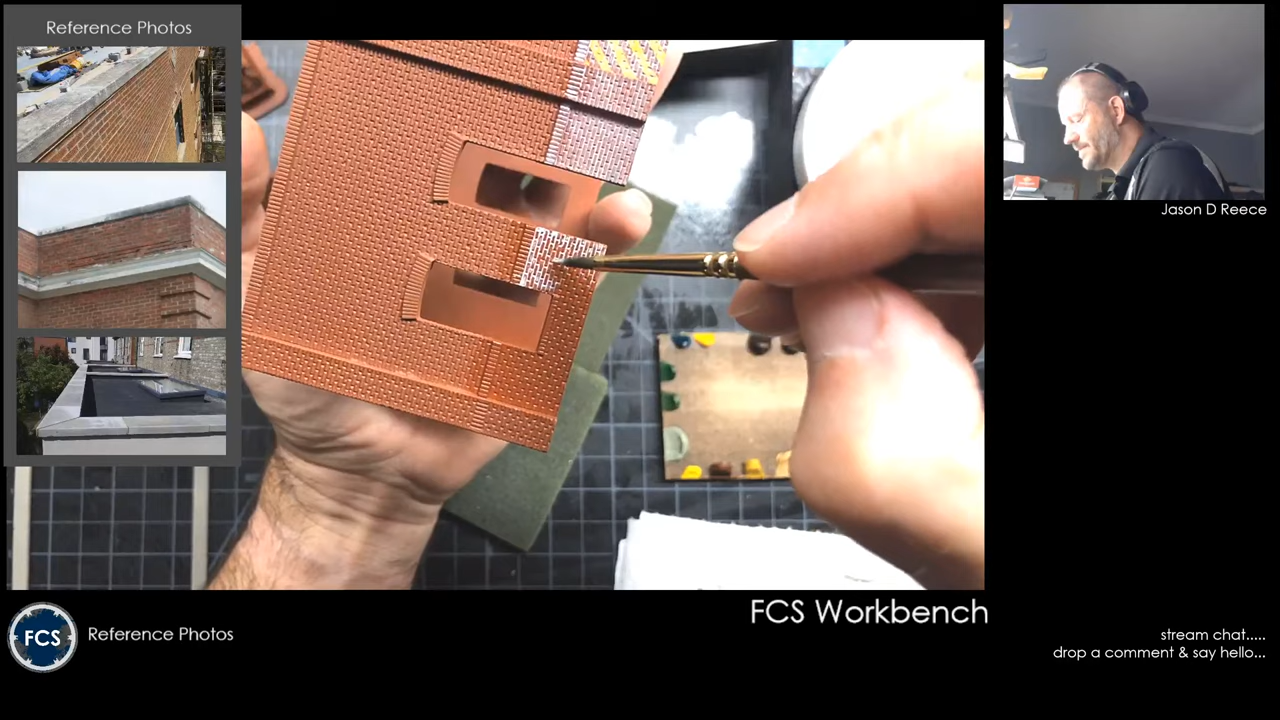 Reference Photos
Jason D Reece
FCS Workbench
FCS
Reference Photos
stream chat.....
drop a comment & say hello...